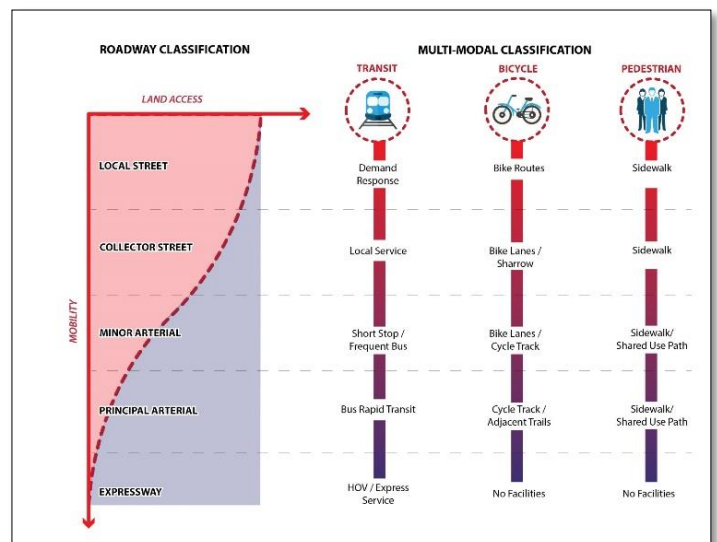 ROADWAY CLASSIFICATION
MULTI-MODAL CLASSIFICATION
TRANSIT
BICYCLE
PEDESTRIAN
LAND ACCESS
MOBILITY
LOCAL STREET
Demand
Response
Bike Routes
Sidewalk
COLLECTOR STREET
Local Service
Bike Lanes /
Sharrow
Sidewalk
MINOR ARTERIAL
Short Stop /
Frequent Bus
Bike Lanes /
Cycle Track
Sidewalk/
Shared Use Path
PRINCIPAL ARTERIAL
Bus Rapid Transit
Cycle Track /
Adjacent Trails
Sidewalk/
Shared Use Path
EXPRESSWAY
HOV / Express
Service
No Facilities
No Facilities